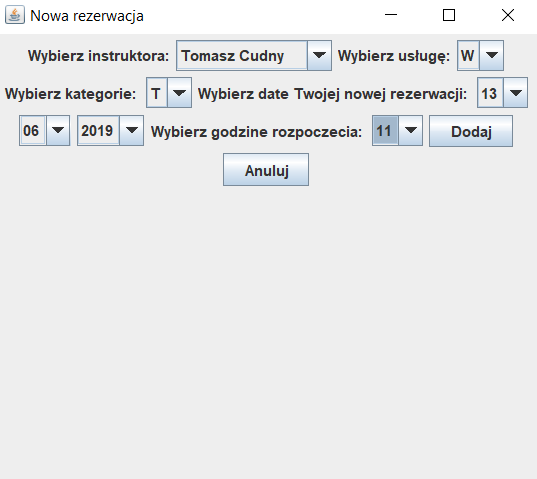 Nowa rezerwacja
Wybierz instruktora: Tomasz Cudny Wybierz usługę: W
Wybierz kategorie: T Wybierz date Twojej nowej rezerwacji: 13
06 2019 Wybierz godzine rozpoczecia: 11 Dodaj
Anuluj